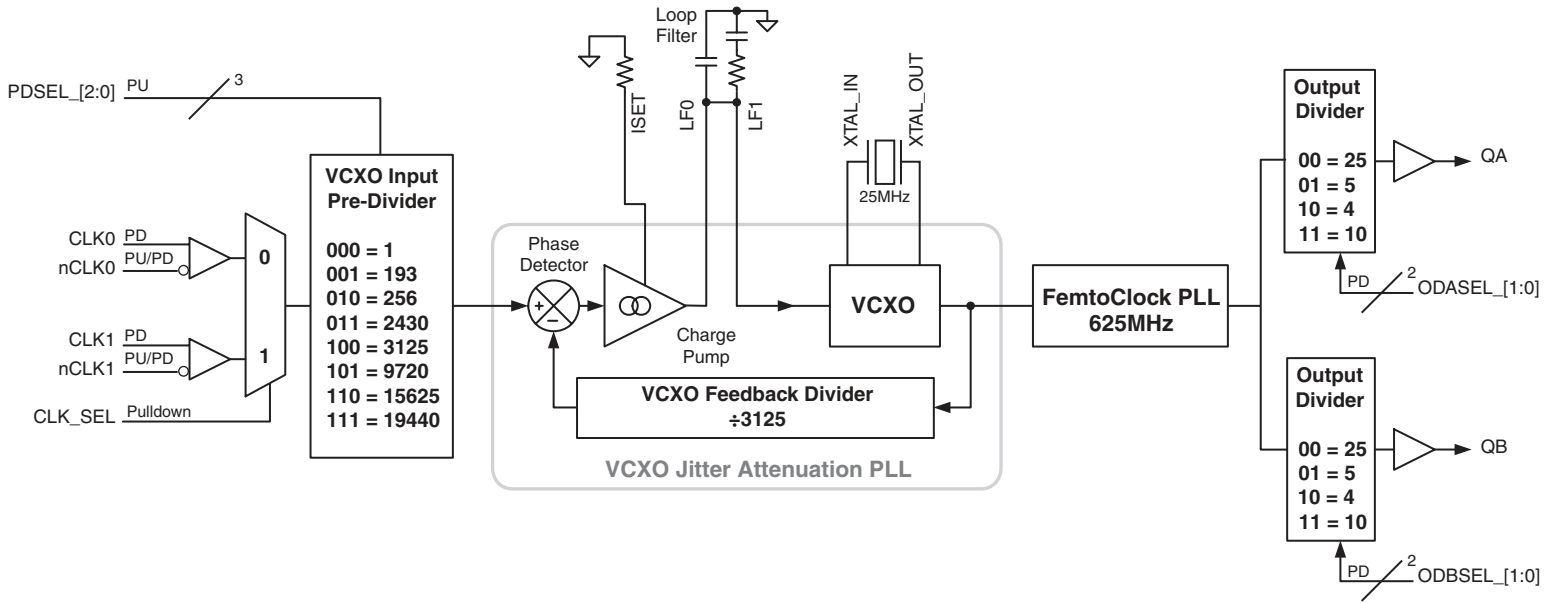 PDSEL_[2:0]
PU
3
VCXO Input
Pre-Divider
000 = 1
001 = 193
010 = 256
011 = 2430
100 = 3125
101 = 9720
110 = 15625
111 = 19440
CLK0
PD
nCLK0
PU/PD
0
CLK1
PD
nCLK1
PU/PD
1
CLK_SEL
Pulldown
ISET
Loop
Filter
LF0
LF1
XTAL_IN
XTAL_OUT
25MHz
Phase
Detector
+
−
Charge
Pump
VCXO
VCXO Feedback Divider
÷3125
VCXO Jitter Attenuation PLL
FemtoClock PLL
625MHz
Output
Divider
00 = 25
01 = 5
10 = 4
11 = 10
QA
PD
2
ODASEL_[1:0]
Output
Divider
00 = 25
01 = 5
10 = 4
11 = 10
QB
PD
2
ODBSEL_[1:0]